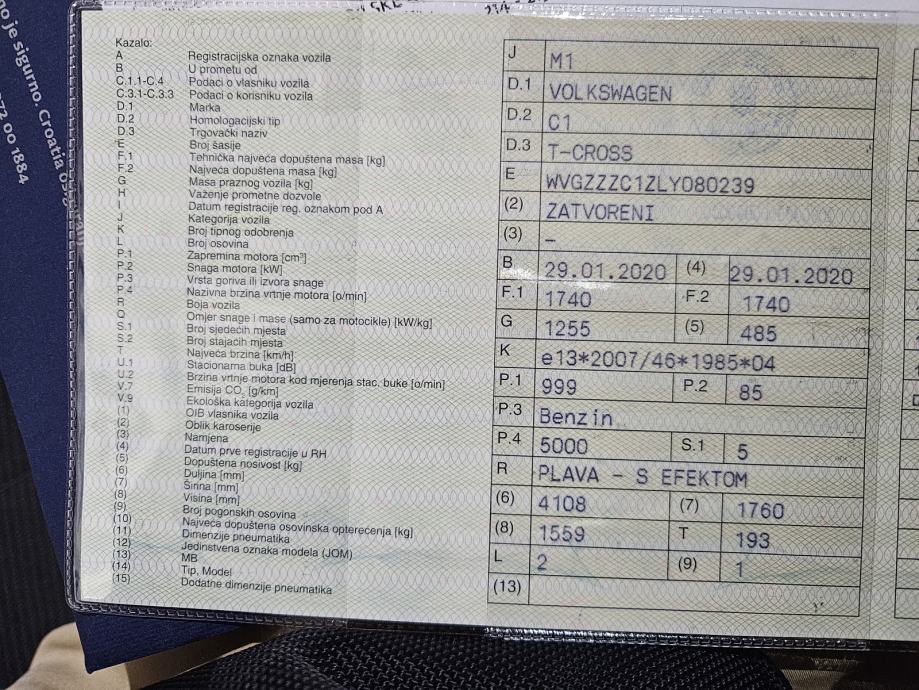 no je sigurno. Croatia
072 00 1884
Kazalo:
A Registracijska oznaka vozila
B U prometu od
C.1.1-C.4 Podaci o vlasniku vozila
C.3.1-C.3.3 Podaci o korisniku vozila
D.1 Marka
D.2 Homologacijski tip
D.3 Trgovački naziv
E Broj šasije
F.1 Tehnička najveća dopuštena masa [kg]
F.2 Najveća dopuštena masa [kg]
G Masa praznog vozila [kg]
H Važenje prometne dozvole
I Datum registracije reg. oznakom pod A
J Kategorija vozila
K Broj tipnog odobrenja
L Broj osovina
P.1 Zapremina motora [cm³]
P.2 Snaga motora [kW]
P.3 Vrsta goriva ili izvora snage
P.4 Nazivna brzina vrtnje motora [o/min]
R Boja vozila
Q Omjer snage i mase (samo za motocikle) [kW/kg]
S.1 Broj sjedećih mjesta
S.2 Broj stajaćih mjesta
T Najveća brzina [km/h]
U.1 Stacionarna buka [dB]
U.2 Brzina vrtnje motora kod mjerenja stac. buke [o/min]
V.7 Emisija CO₂ [g/km]
V.9 Ekološka kategorija vozila
(1) OIB vlasnika vozila
(2) Oblik karoserije
(3) Namjena
(4) Datum prve registracije u RH
(5) Dopuštena nosivost [kg]
(6) Duljina [mm]
(7) Širina [mm]
(8) Visina [mm]
(9) Broj pogonskih osovina
(10) Najveća dopuštena osovinska opterećenja [kg]
(11) Dimenzije pneumatika
(12) Jedinstvena oznaka modela (JOM)
(13) MB
(14) Tip, Model
(15) Dodatne dimenzije pneumatika
J M1
D.1 VOLKSWAGEN
D.2 C1
D.3 T-CROSS
E WVGZZZC1ZLY080239
(2) ZATVORENI
(3) –
B 29.01.2020 (4) 29.01.2020
F.1 1740 F.2 1740
G 1255 (5) 485
K e13*2007/46*1985*04
P.1 999 P.2 85
P.3 Benzin
P.4 5000 S.1 5
R PLAVA - S EFEKTOM
(6) 4108 (7) 1760
(8) 1559 T 193
L 2 (9) 1
(13)